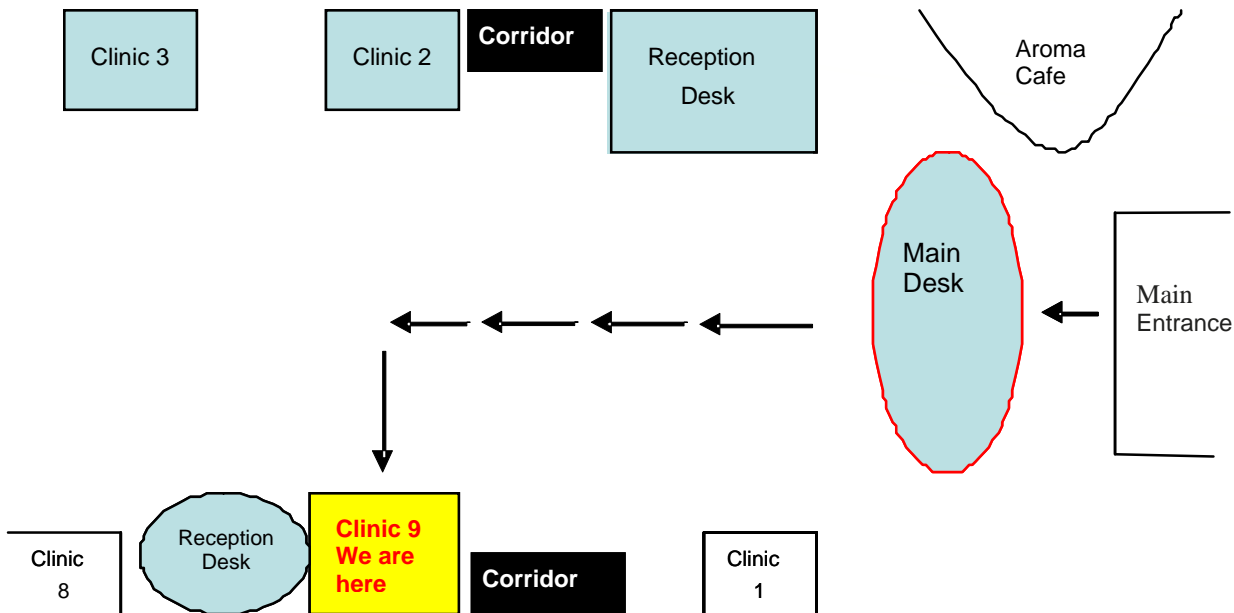 Clinic 3
Clinic 2
Corridor
Reception
Desk
Aroma
Cafe
Main
Desk
Main
Entrance
Clinic
8
Reception
Desk
Clinic 9
We are
here
Corridor
Clinic
1